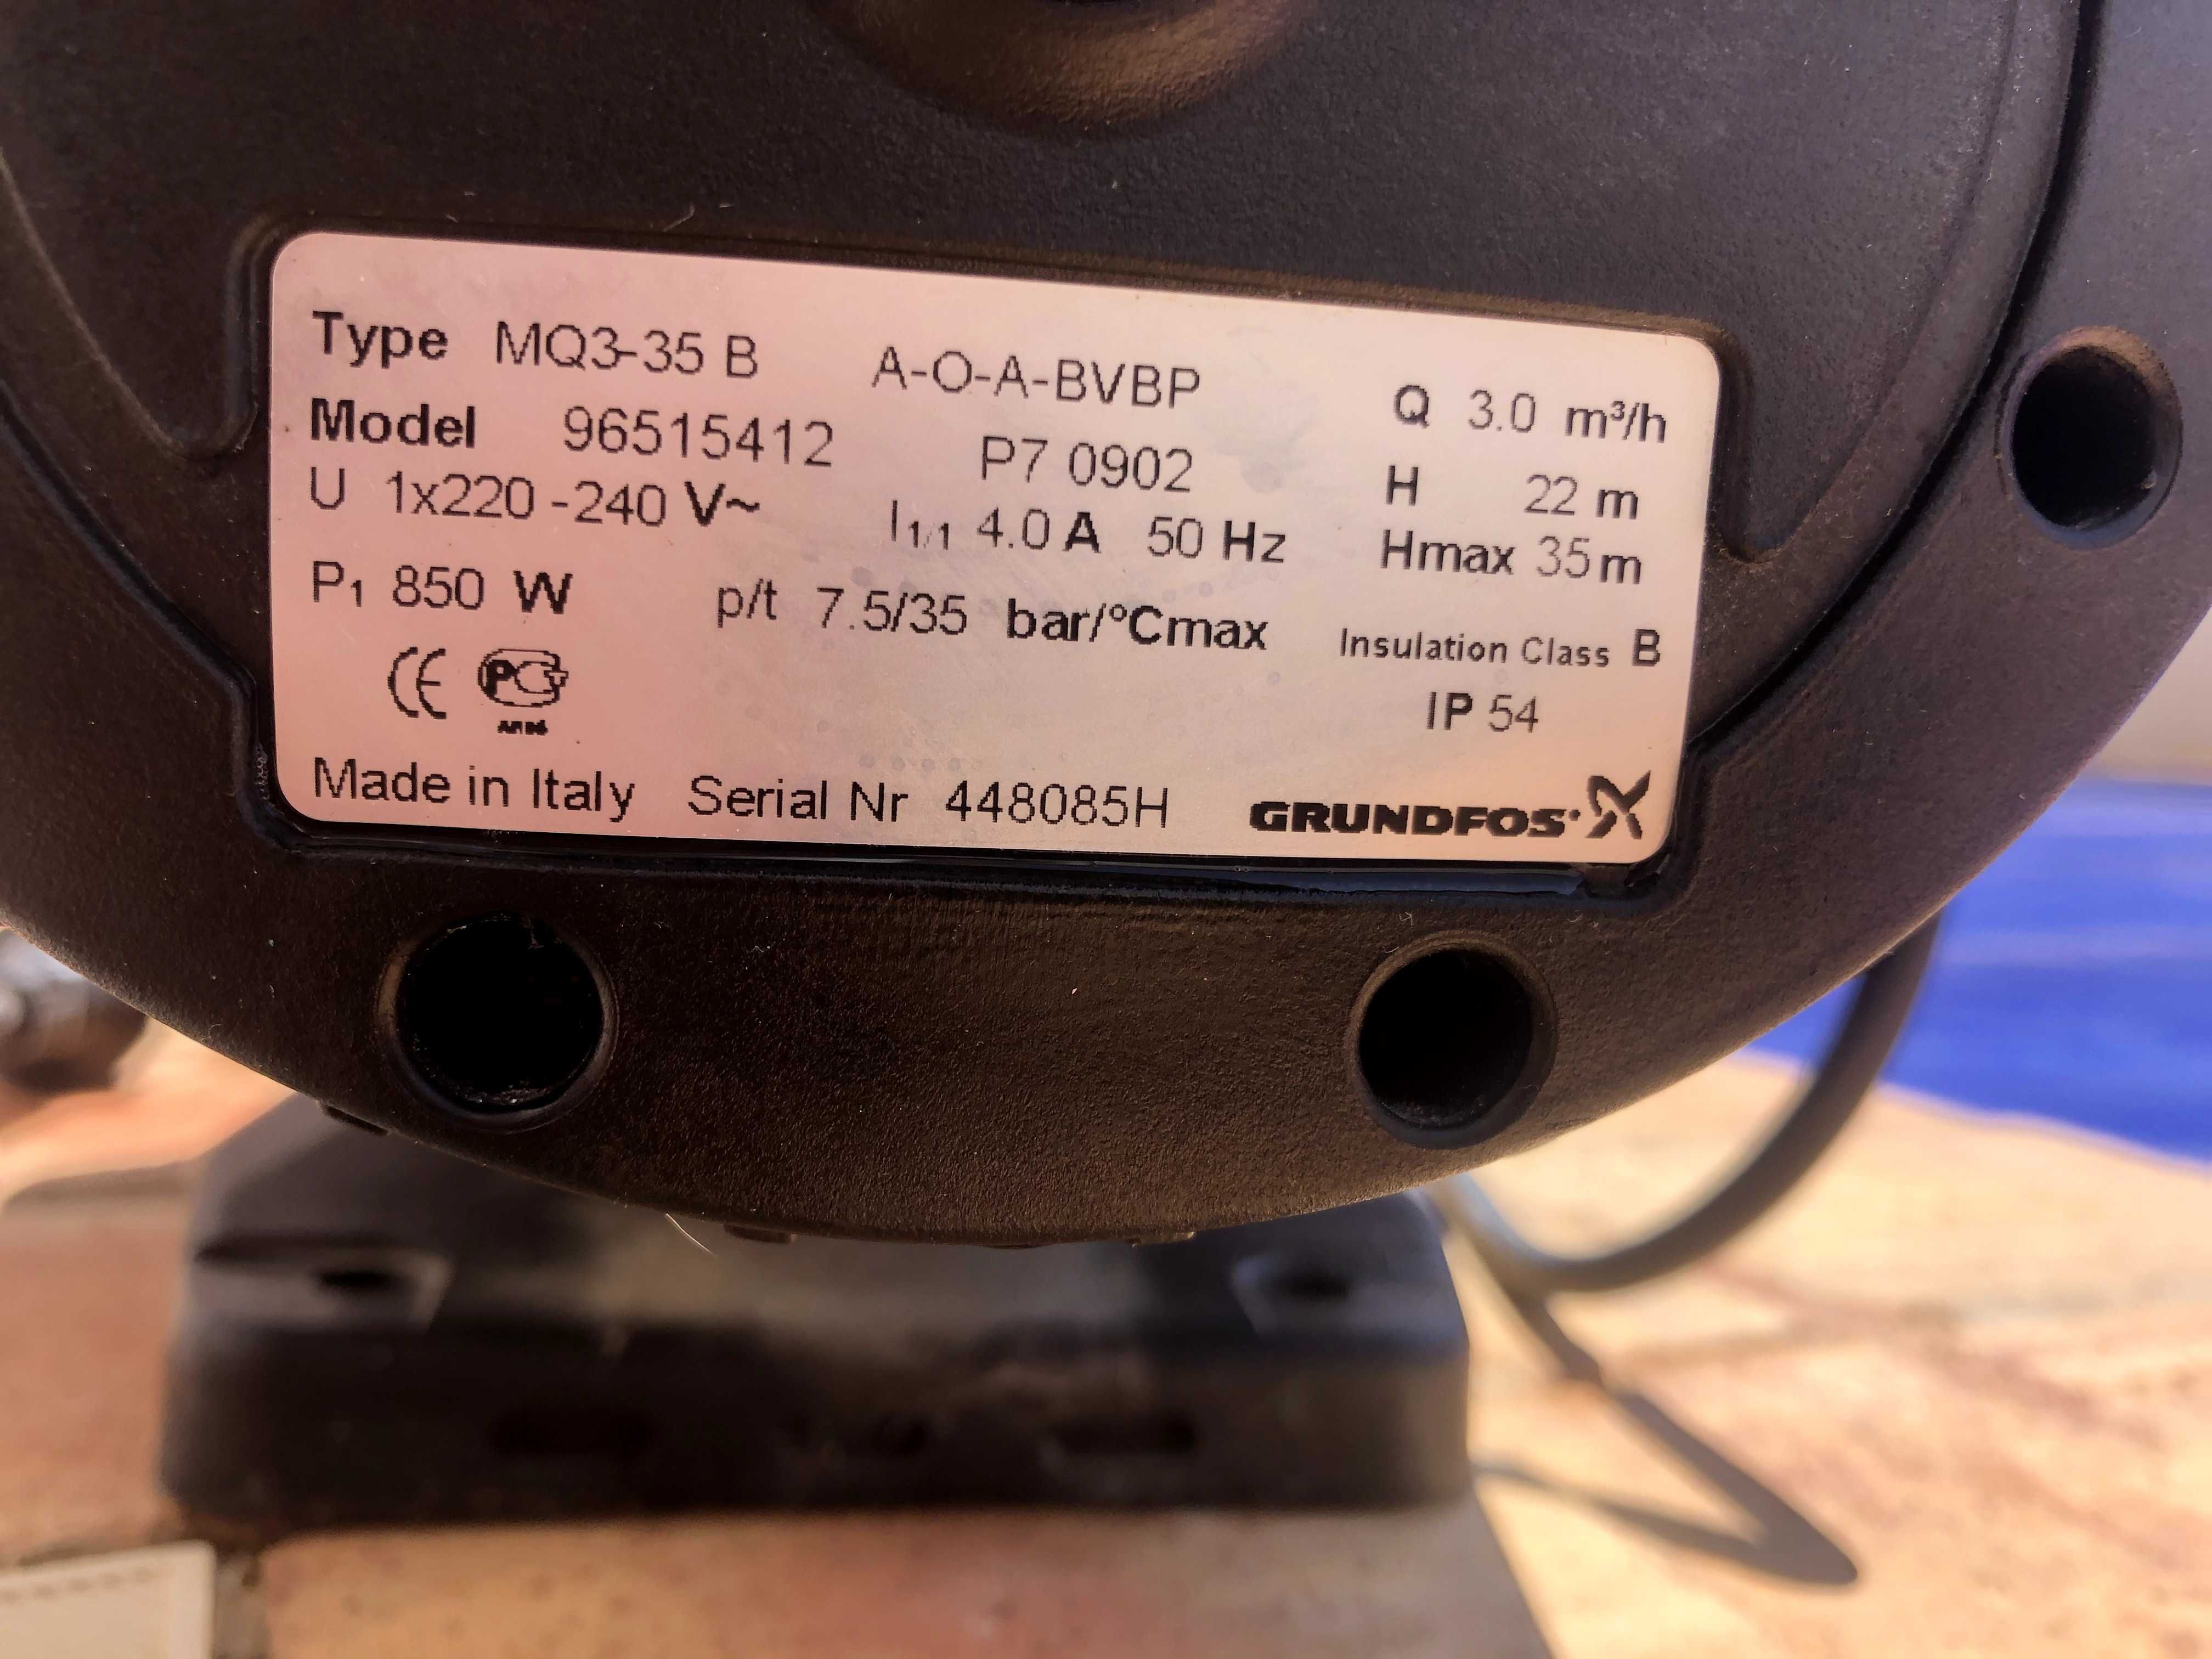 Type MQ3-35 B A-O-A-BVBP Q 3.0 m³/h
Model 96515412 P7 0902 H 22 m
U 1x220-240 V~ I1/1 4.0 A 50 Hz Hmax 35 m
P1 850 W p/t 7.5/35 bar/°Cmax Insulation Class B
CE IP 54
Made in Italy Serial Nr 448085H GRUNDFOS